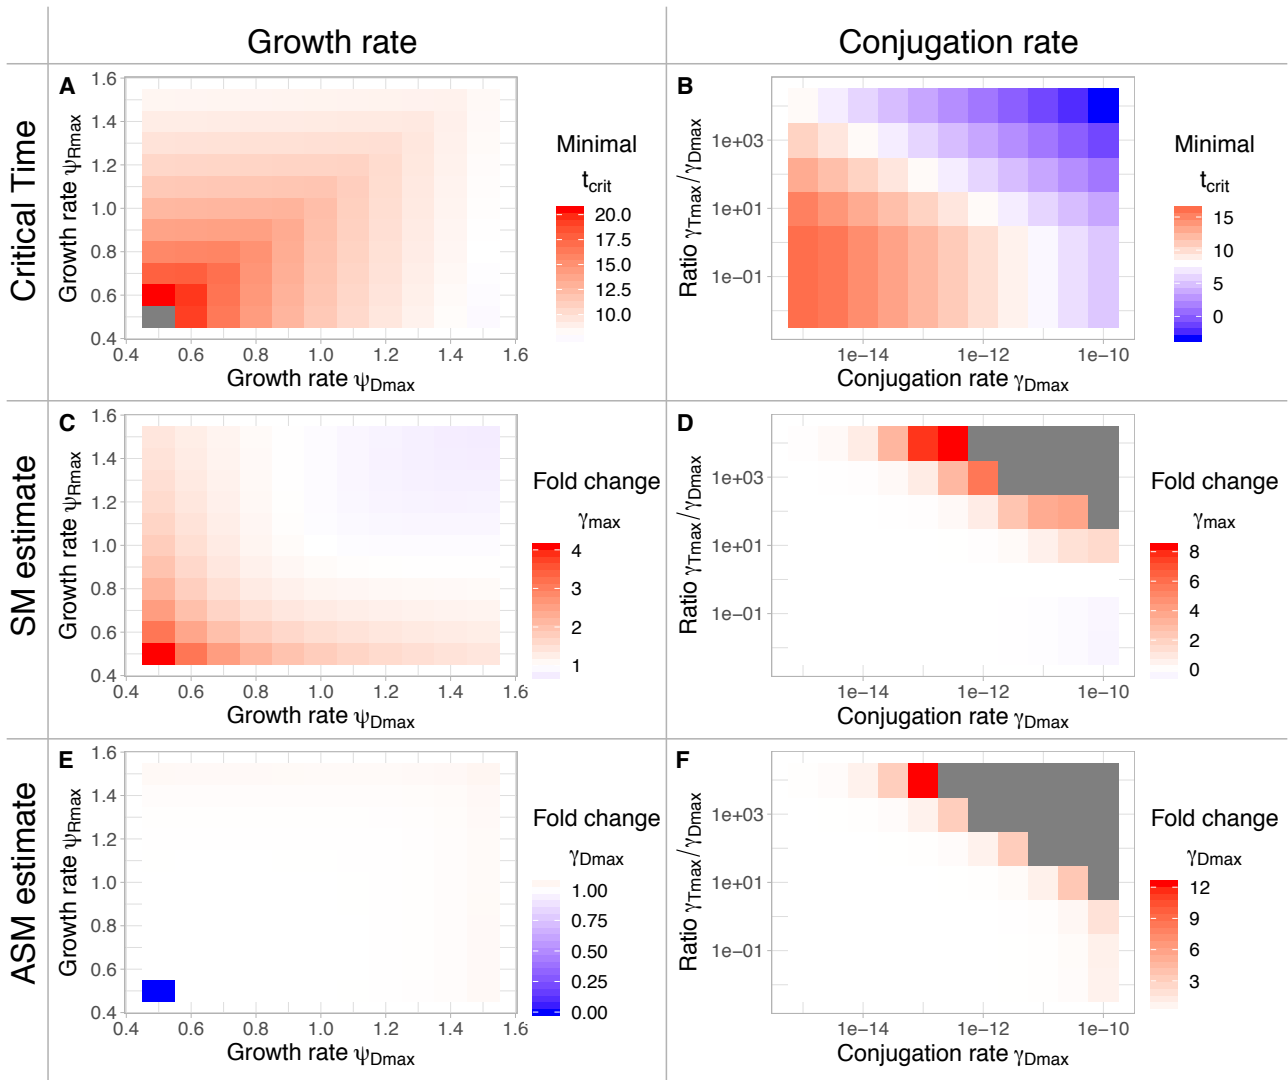 Growth rate
Conjugation rate
Critical Time
A
Growth rate ψRmax
1.6
1.4
1.2
1.0
0.8
0.6
0.4
0.4 0.6 0.8 1.0 1.2 1.4 1.6
Growth rate ψDmax
Minimal
tcrit
20.0
17.5
15.0
12.5
10.0
B
Ratio γTmax/γDmax
1e+03
1e+01
1e−01
1e−14 1e−12 1e−10
Conjugation rate γDmax
Minimal
tcrit
15
10
5
0
SM estimate
C
Growth rate ψRmax
1.6
1.4
1.2
1.0
0.8
0.6
0.4
0.4 0.6 0.8 1.0 1.2 1.4 1.6
Growth rate ψDmax
Fold change
γmax
4
3
2
1
D
Ratio γTmax/γDmax
1e+03
1e+01
1e−01
1e−14 1e−12 1e−10
Conjugation rate γDmax
Fold change
γmax
8
6
4
2
0
ASM estimate
E
Growth rate ψRmax
1.6
1.4
1.2
1.0
0.8
0.6
0.4
0.4 0.6 0.8 1.0 1.2 1.4 1.6
Growth rate ψDmax
Fold change
γDmax
1.00
0.75
0.50
0.25
0.00
F
Ratio γTmax/γDmax
1e+03
1e+01
1e−01
1e−14 1e−12 1e−10
Conjugation rate γDmax
Fold change
γDmax
12
9
6
3